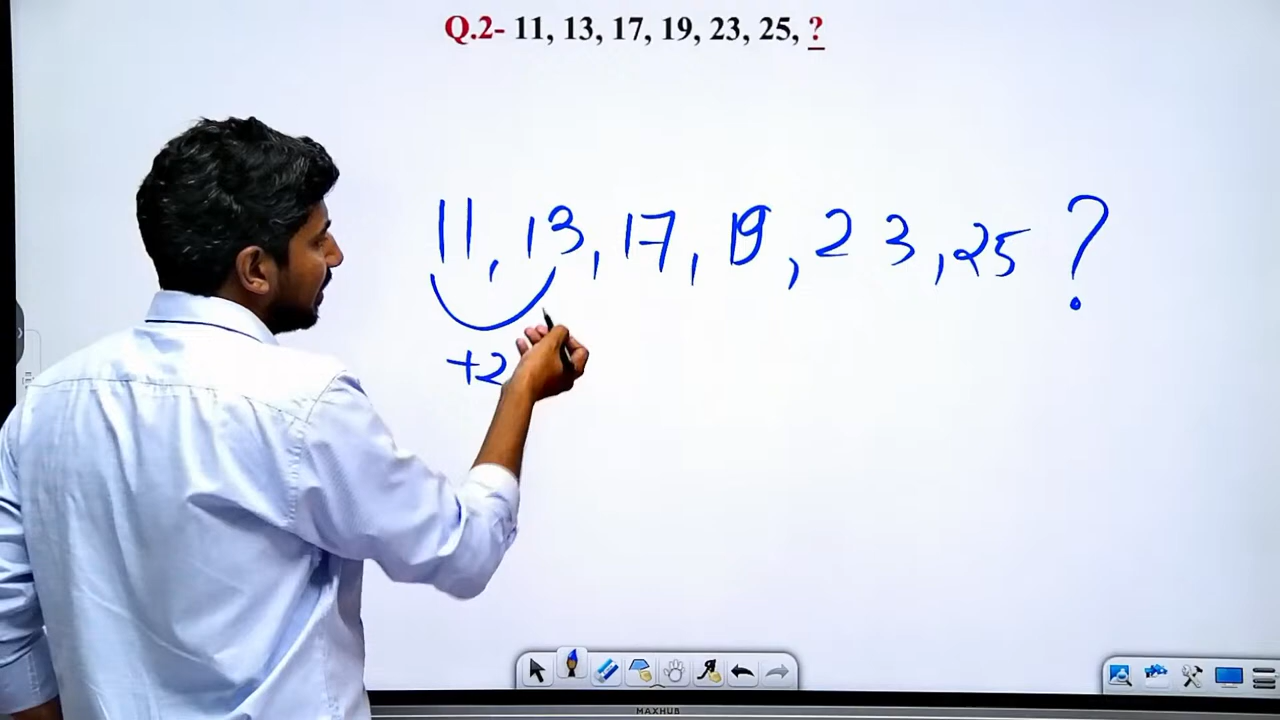 Q.2- 11, 13, 17, 19, 23, 25, ?
11, 13, 17, 19, 23, 25 ?
+2
MAXHUB